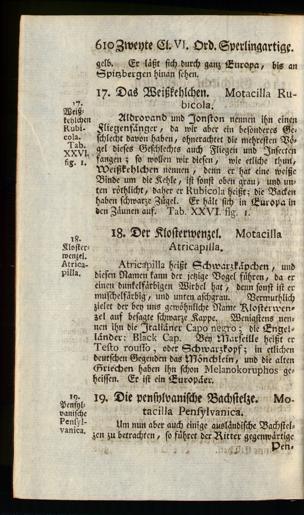 610 Zweyte Cl. VI. Ord. Sperlingartige.
gelb. Er läßt sich durch ganz Europa, bis an
Spizbergen hinan sehen.
17. Das Weißkehlchen. Motacilla Ru-
bicola.
17.
Weiß-
kehlchen
Rubi-
cola.
Tab.
XXVI.
fig. 1.
Aldrovand und Jonston nennen ihn einen
Fliegenfänger, da wir aber ein besonderes Ge-
schlecht davon haben, ohnerachtet die mehresten Vö-
gel dieses Geschlechts auch Fliegen und Insecten
fangen; so wollen wir diesen, wie etliche thun,
Weißkehlchen nennen, denn er hat eine weiße
Binde um die Kehle, ist sonst oben grau, und un-
ten röthlich, daher er Rubicola heißt; die Backen
haben schwarze Zügel. Er hält sich in Europa in
den Zäunen auf. Tab. XXVI. fig. 1.
18. Der Klosterwenzel. Motacilla
Atricapilla.
18.
Kloster-
wenzel.
Atrica-
pilla.
Atricapilla heißt Schwarzkäpchen, und
diesen Namen kann der jetzige Vogel führen, da er
einen dunkelfärbigen Wirbel hat, denn sonst ist er
muschelfärbig, und unten aschgrau. Vermuthlich
zielet der bey uns gewöhnliche Name Klosterwen-
zel auf besagte schwarze Kappe. Wenigstens nen-
nen ihn die Italiäner Capo negro; die Engel-
länder: Black Cap. Bey Marseille heißt er
Testo rousso, oder Schwarzkopf; in etlichen
deutschen Gegenden das Mönchlein, und die alten
Griechen haben ihn schon Melanokoruphos ge-
heissen. Er ist ein Europäer.
19. Die pensylvanische Bachstelze. Mo-
tacilla Pensylvanica.
19.
Pensyl-
vanische
Pensyl-
vanica.
Um nun aber auch einige ausländische Bachstel-
zen zu betrachten, so führet der Ritter gegenwärtige
Pen-